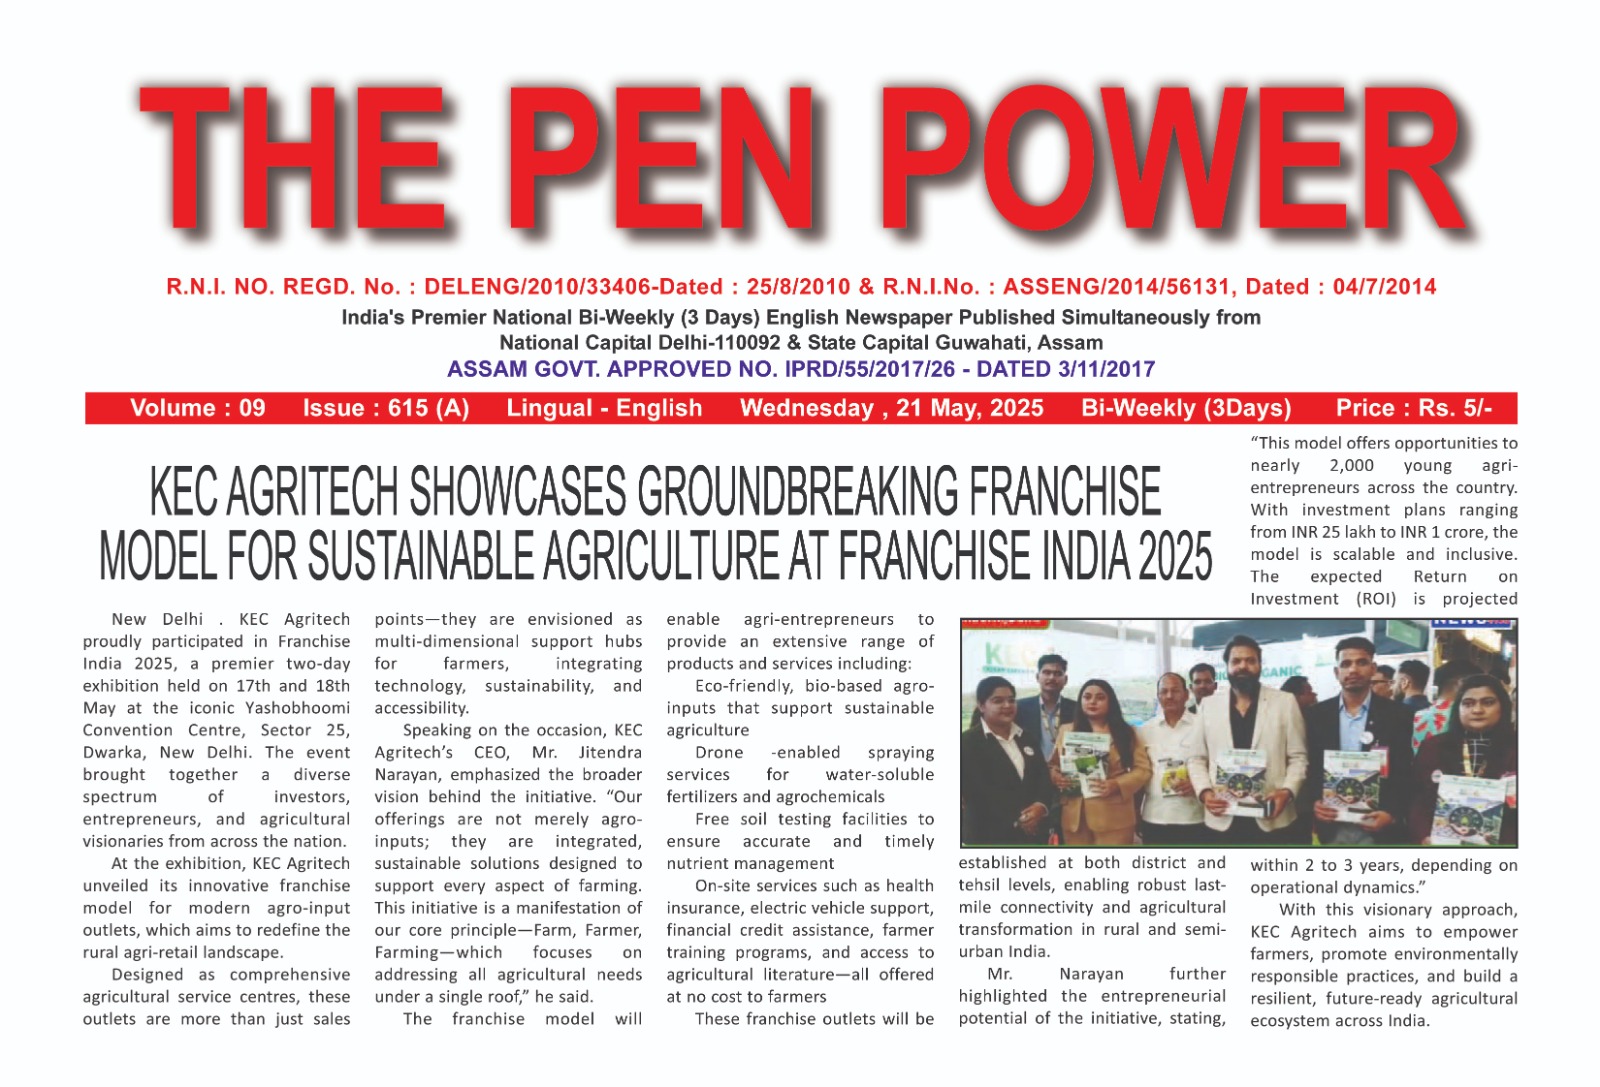 THE PEN POWER
R.N.I. NO. REGD. No. : DELENG/2010/33406-Dated : 25/8/2010 & R.N.I.No. : ASSENG/2014/56131, Dated : 04/7/2014
India's Premier National Bi-Weekly (3 Days) English Newspaper Published Simultaneously from
National Capital Delhi-110092 & State Capital Guwahati, Assam
ASSAM GOVT. APPROVED NO. IPRD/55/2017/26 - DATED 3/11/2017
Volume : 09 Issue : 615 (A) Lingual - English Wednesday , 21 May, 2025 Bi-Weekly (3Days) Price : Rs. 5/-
KEC AGRITECH SHOWCASES GROUNDBREAKING FRANCHISE
MODEL FOR SUSTAINABLE AGRICULTURE AT FRANCHISE INDIA 2025
New Delhi . KEC Agritech
proudly participated in Franchise
India 2025, a premier two-day
exhibition held on 17th and 18th
May at the iconic Yashobhoomi
Convention Centre, Sector 25,
Dwarka, New Delhi. The event
brought together a diverse
spectrum of investors,
entrepreneurs, and agricultural
visionaries from across the nation.
At the exhibition, KEC Agritech
unveiled its innovative franchise
model for modern agro-input
outlets, which aims to redefine the
rural agri-retail landscape.
Designed as comprehensive
agricultural service centres, these
outlets are more than just sales
points—they are envisioned as
multi-dimensional support hubs
for farmers, integrating
technology, sustainability, and
accessibility.
Speaking on the occasion, KEC
Agritech’s CEO, Mr. Jitendra
Narayan, emphasized the broader
vision behind the initiative. “Our
offerings are not merely agro-
inputs; they are integrated,
sustainable solutions designed to
support every aspect of farming.
This initiative is a manifestation of
our core principle—Farm, Farmer,
Farming—which focuses on
addressing all agricultural needs
under a single roof,” he said.
The franchise model will
enable agri-entrepreneurs to
provide an extensive range of
products and services including:
Eco-friendly, bio-based agro-
inputs that support sustainable
agriculture
Drone -enabled spraying
services for water-soluble
fertilizers and agrochemicals
Free soil testing facilities to
ensure accurate and timely
nutrient management
On-site services such as health
insurance, electric vehicle support,
financial credit assistance, farmer
training programs, and access to
agricultural literature—all offered
at no cost to farmers
These franchise outlets will be
established at both district and
tehsil levels, enabling robust last-
mile connectivity and agricultural
transformation in rural and semi-
urban India.
Mr. Narayan further
highlighted the entrepreneurial
potential of the initiative, stating,
“This model offers opportunities to
nearly 2,000 young agri-
entrepreneurs across the country.
With investment plans ranging
from INR 25 lakh to INR 1 crore, the
model is scalable and inclusive.
The expected Return on
Investment (ROI) is projected
within 2 to 3 years, depending on
operational dynamics.”
With this visionary approach,
KEC Agritech aims to empower
farmers, promote environmentally
responsible practices, and build a
resilient, future-ready agricultural
ecosystem across India.